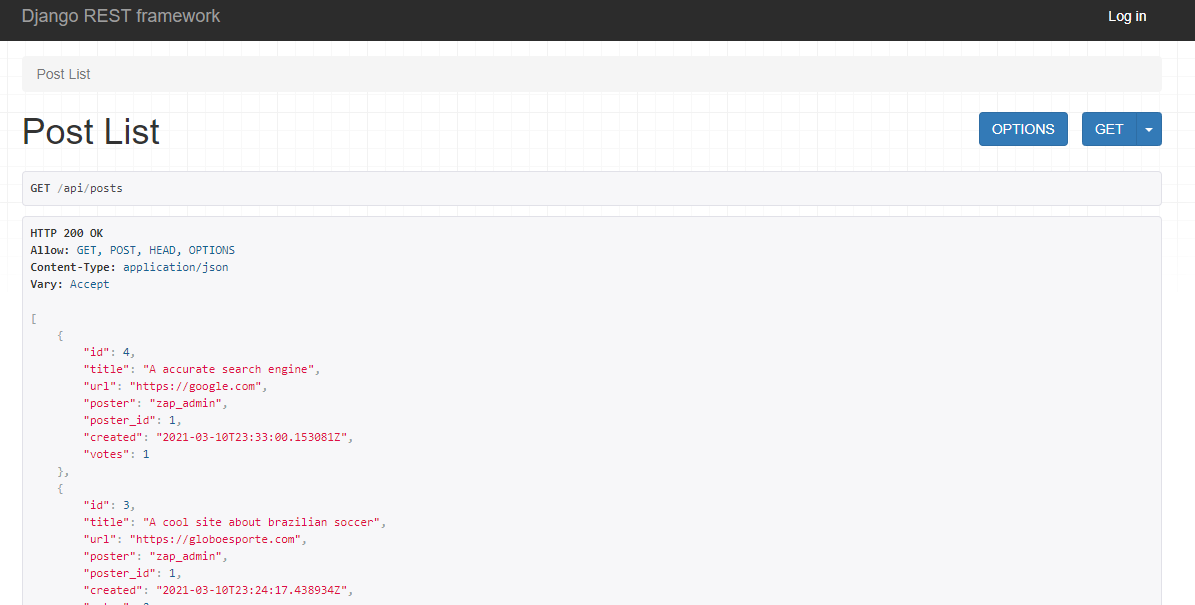 Django REST framework
Log in
Post List
Post List
OPTIONS
GET
GET /api/posts
HTTP 200 OK
Allow: GET, POST, HEAD, OPTIONS
Content-Type: application/json
Vary: Accept
[
    {
        "id": 4,
        "title": "A accurate search engine",
        "url": "https://google.com",
        "poster": "zap_admin",
        "poster_id": 1,
        "created": "2021-03-10T23:33:00.153081Z",
        "votes": 1
    },
    {
        "id": 3,
        "title": "A cool site about brazilian soccer",
        "url": "https://globoesporte.com",
        "poster": "zap_admin",
        "poster_id": 1,
        "created": "2021-03-10T23:24:17.438934Z",